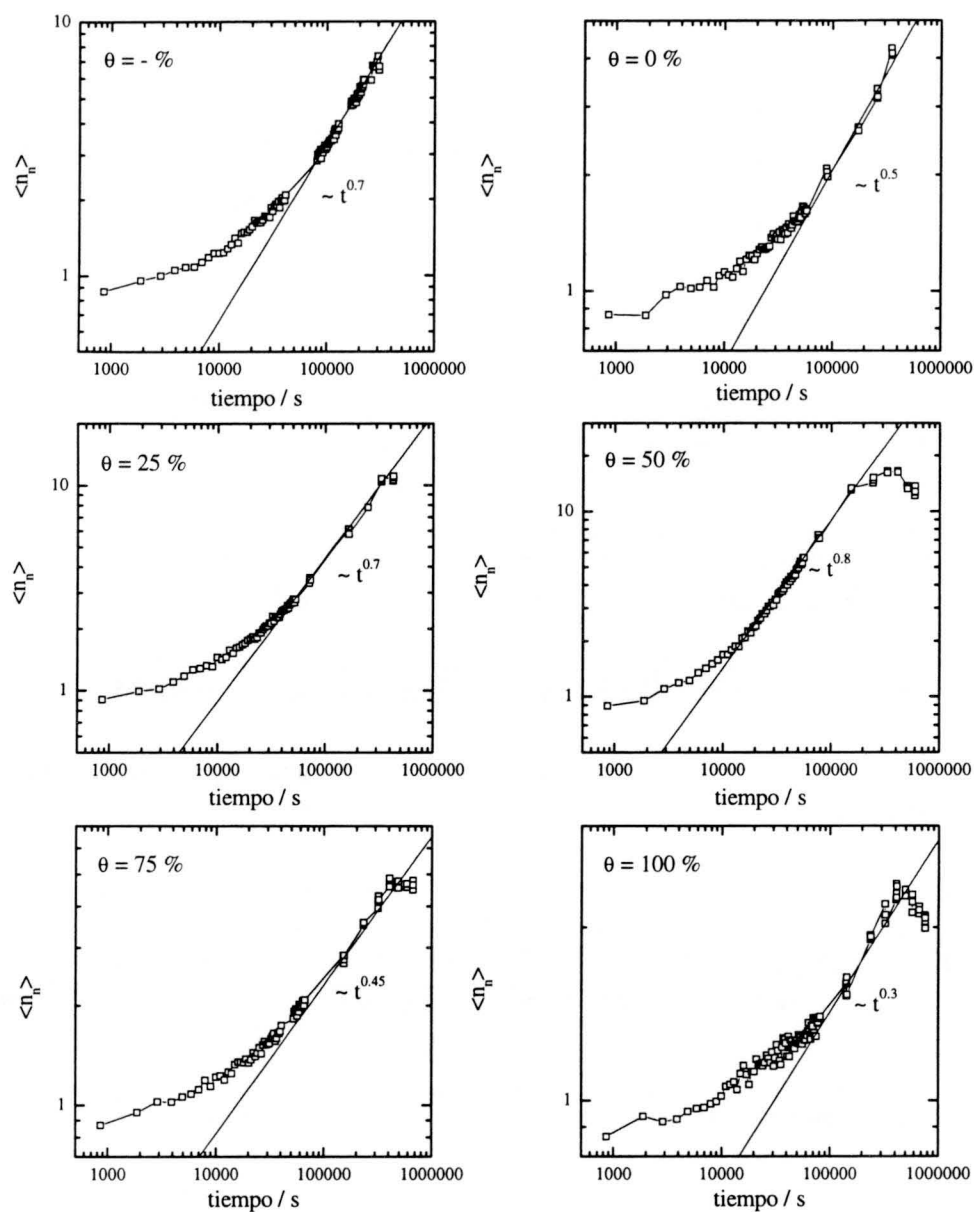 10
θ = - %
<n_n>
~ t^0.7
1
1000 10000 100000 1000000
tiempo / s
θ = 0 %
<n_n>
~ t^0.5
1
1000 10000 100000 1000000
tiempo / s
θ = 25 %
10
<n_n>
~ t^0.7
1
1000 10000 100000 1000000
tiempo / s
θ = 50 %
10
<n_n>
~ t^0.8
1
1000 10000 100000 1000000
tiempo / s
θ = 75 %
<n_n>
~ t^0.45
1
1000 10000 100000 1000000
tiempo / s
θ = 100 %
<n_n>
~ t^0.3
1
1000 10000 100000 1000000
tiempo / s